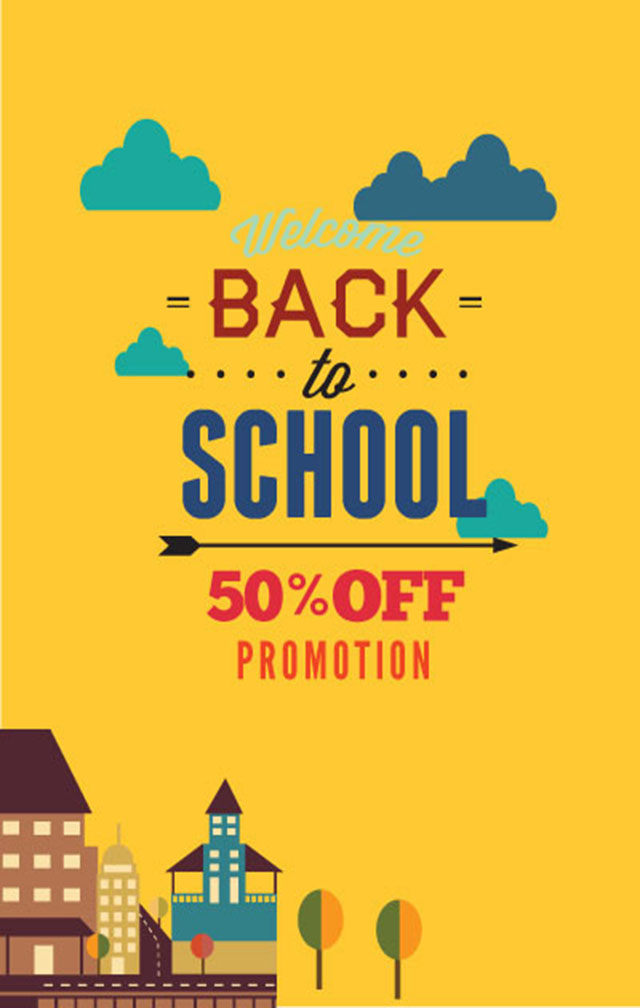 Welcome
= BACK =
to
SCHOOL
50% OFF
PROMOTION